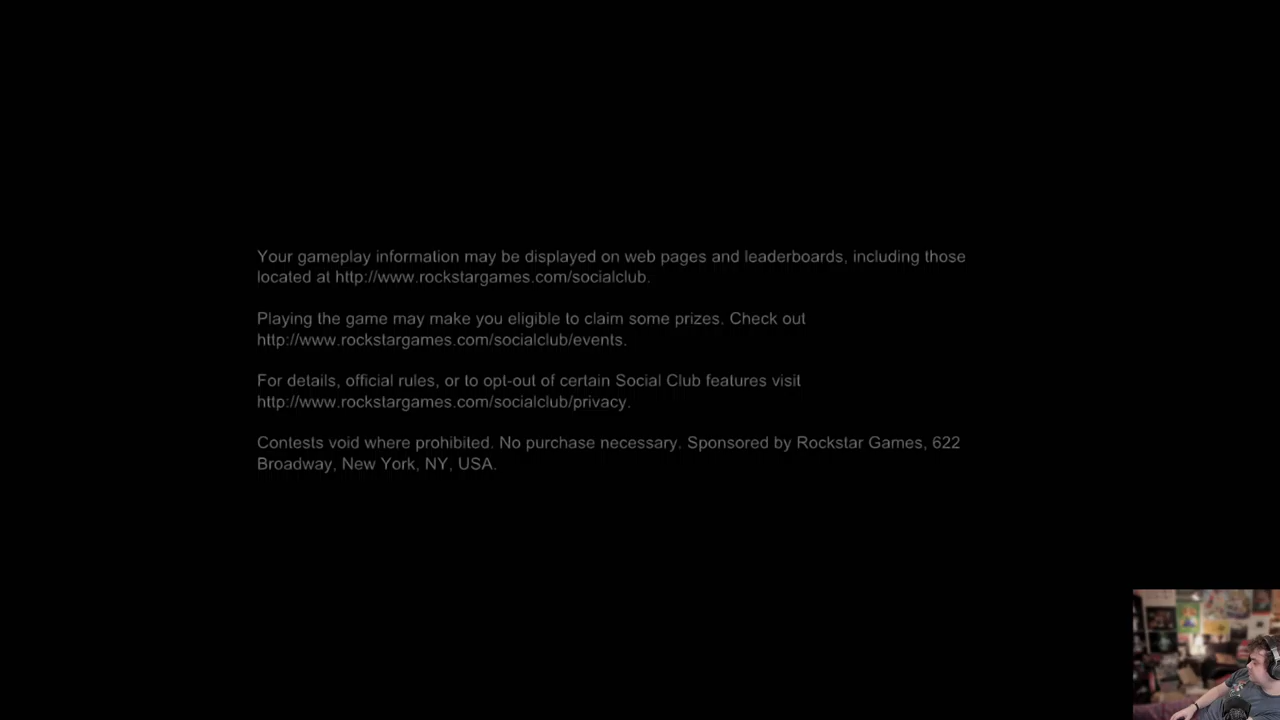 Your gameplay information may be displayed on web pages and leaderboards, including those
located at http://www.rockstargames.com/socialclub.
Playing the game may make you eligible to claim some prizes. Check out
http://www.rockstargames.com/socialclub/events.
For details, official rules, or to opt-out of certain Social Club features visit
http://www.rockstargames.com/socialclub/privacy.
Contests void where prohibited. No purchase necessary. Sponsored by Rockstar Games, 622
Broadway, New York, NY, USA.